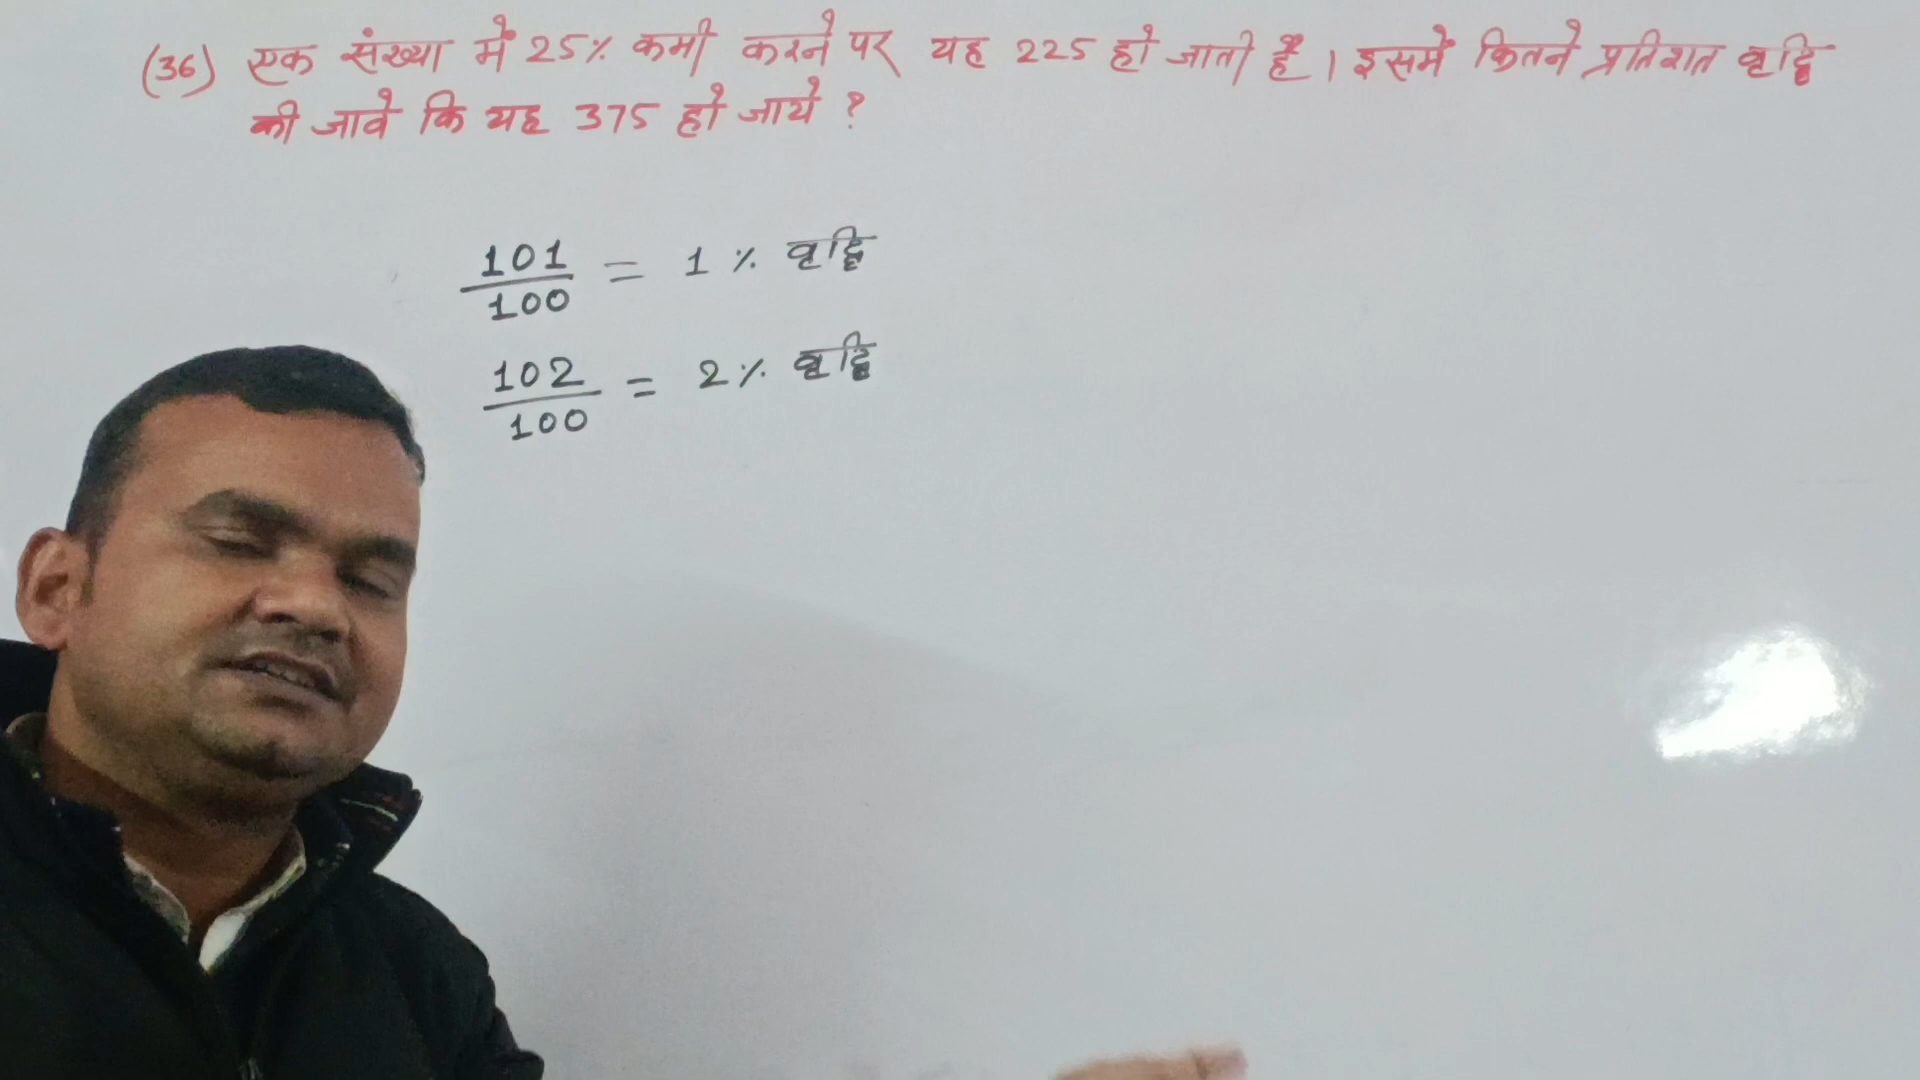 (36) एक संख्या में 25% कमी करने पर यह 225 हो जाती है। इसमें कितने प्रतिशत वृद्धि
की जावे कि यह 375 हो जाये ?
101/100 = 1% वृद्धि
102/100 = 2% वृद्धि